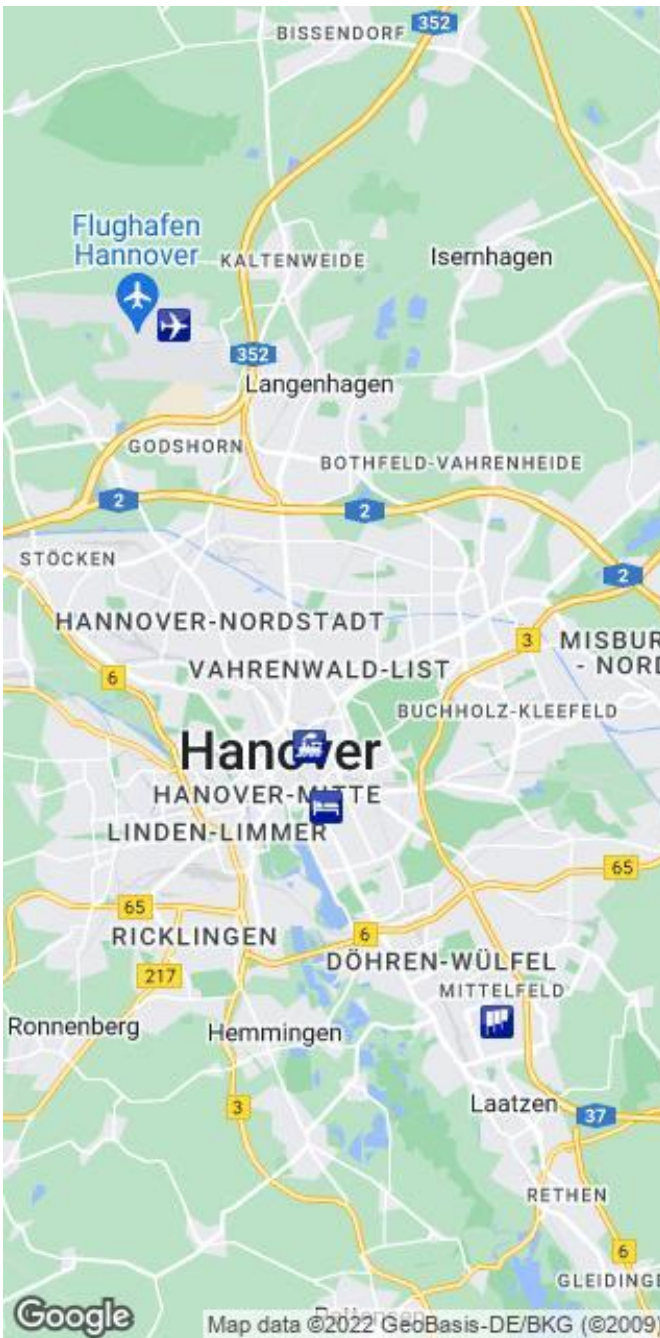 352
BISSENDORF
Flughafen
Hannover
KALTENWEIDE
Isernhagen
352
Langenhagen
GODSHORN
BOTHFELD-VAHRENHEIDE
2
2
STÖCKEN
2
HANNOVER-NORDSTADT
3
MISBUR
- NORD
VAHRENWALD-LIST
6
BUCHHOLZ-KLEEFELD
Hanover
HANOVER-MITTE
LINDEN-LIMMER
65
65
RICKLINGEN
6
DÖHREN-WÜLFEL
217
MITTELFELD
Ronnenberg
Hemmingen
3
Laatzen
37
RETHEN
6
GLEIDINGE
Google
Map data ©2022 GeoBasis-DE/BKG (©2009)